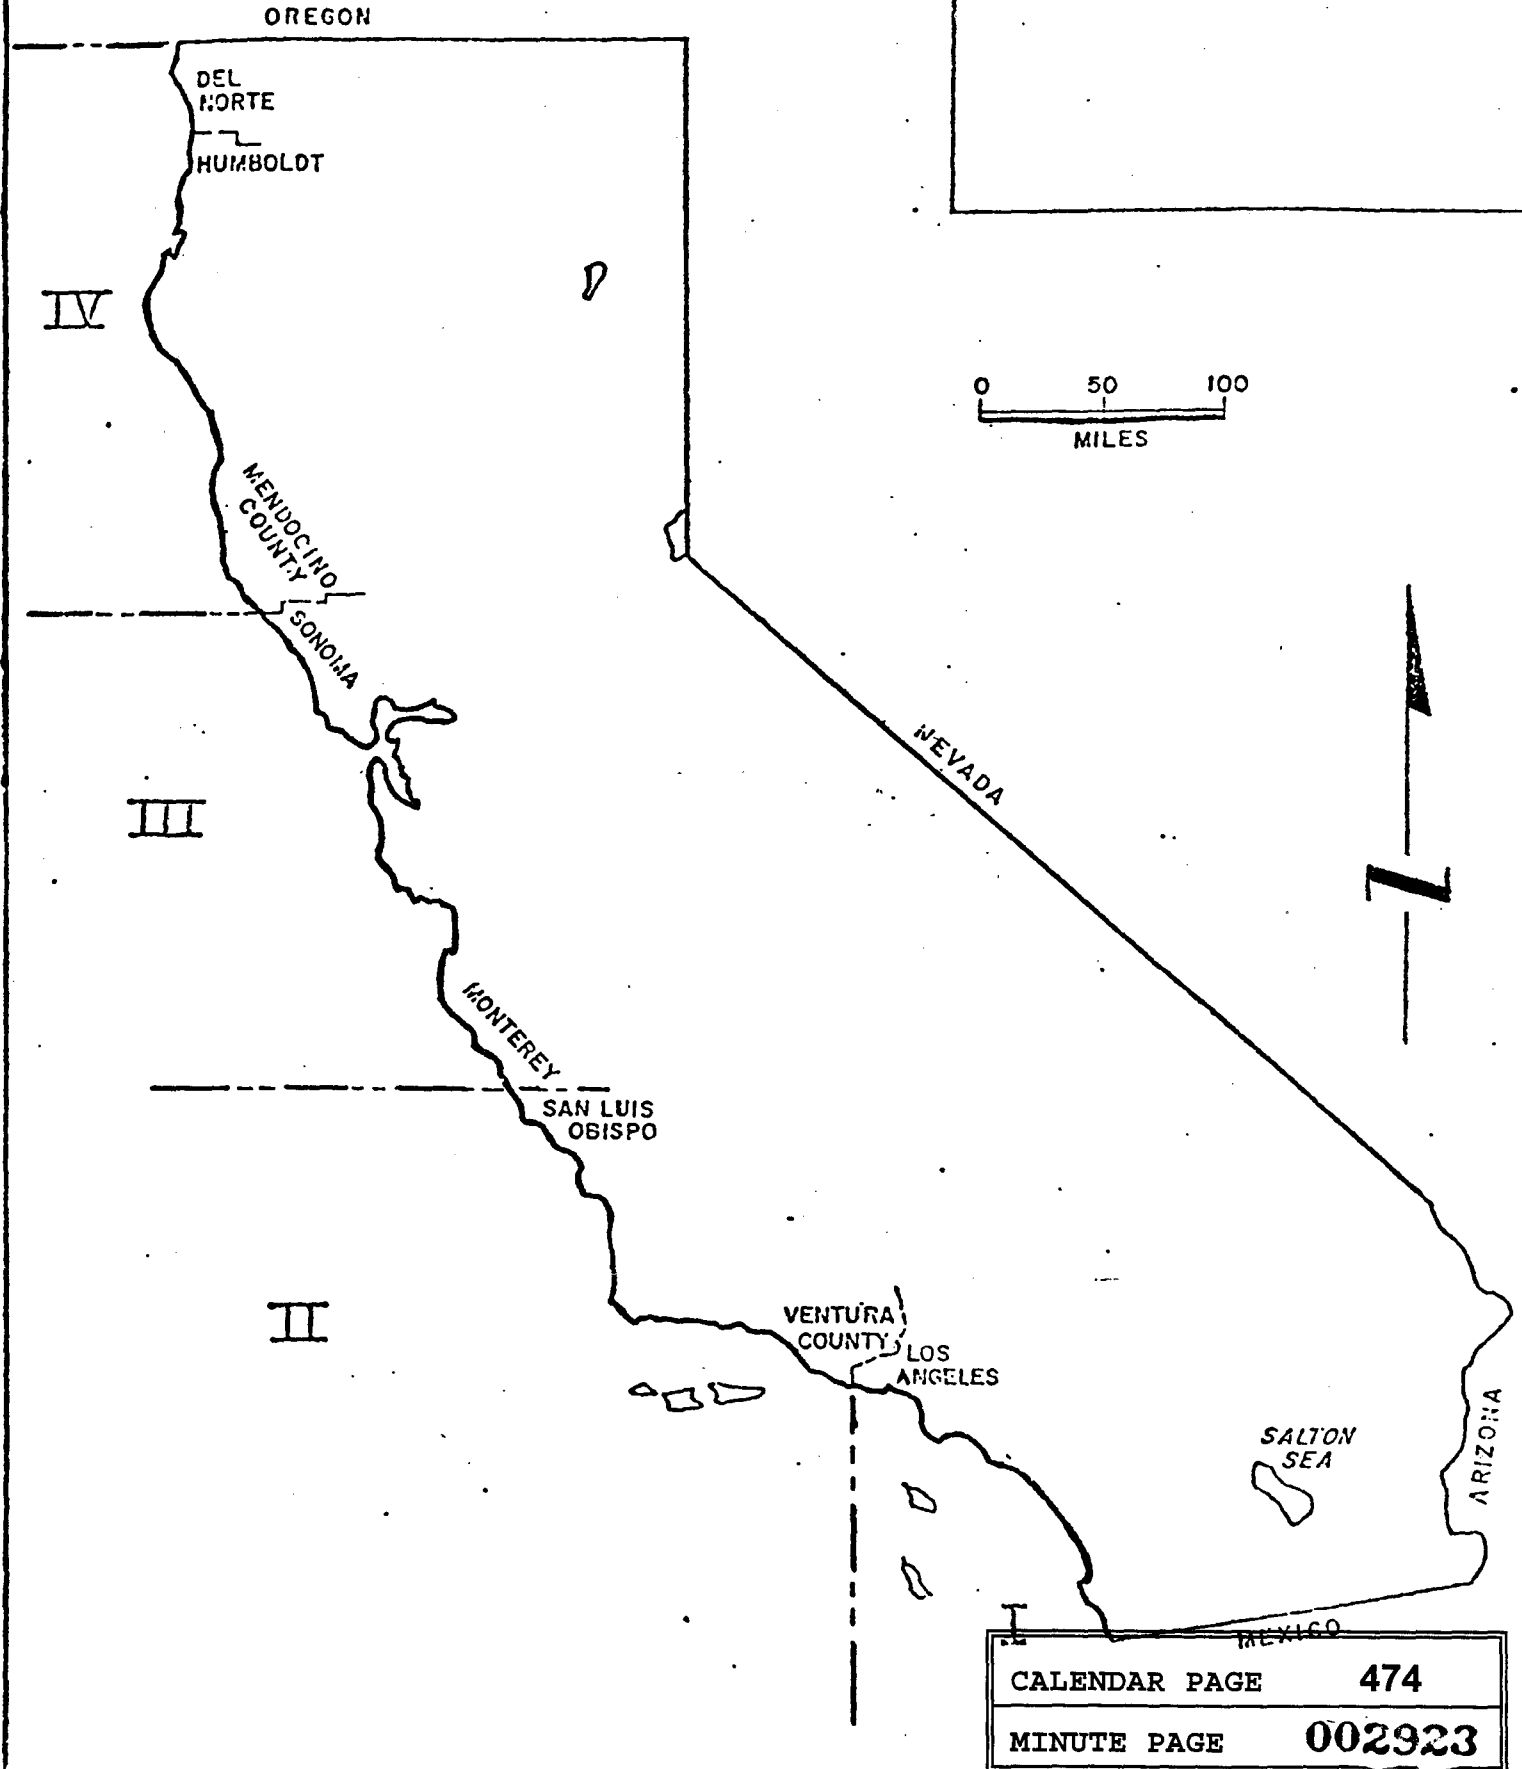 OREGON
DEL
NORTE
HUMBOLDT
IV
0 50 100
MILES
MENDOCINO
COUNTY
SONOMA
NEVADA
III
N
MONTEREY
SAN LUIS
OBISPO
II
VENTURA
COUNTY
LOS
ANGELES
SALTON
SEA
ARIZONA
I
MEXICO
CALENDAR PAGE 474
MINUTE PAGE 002923